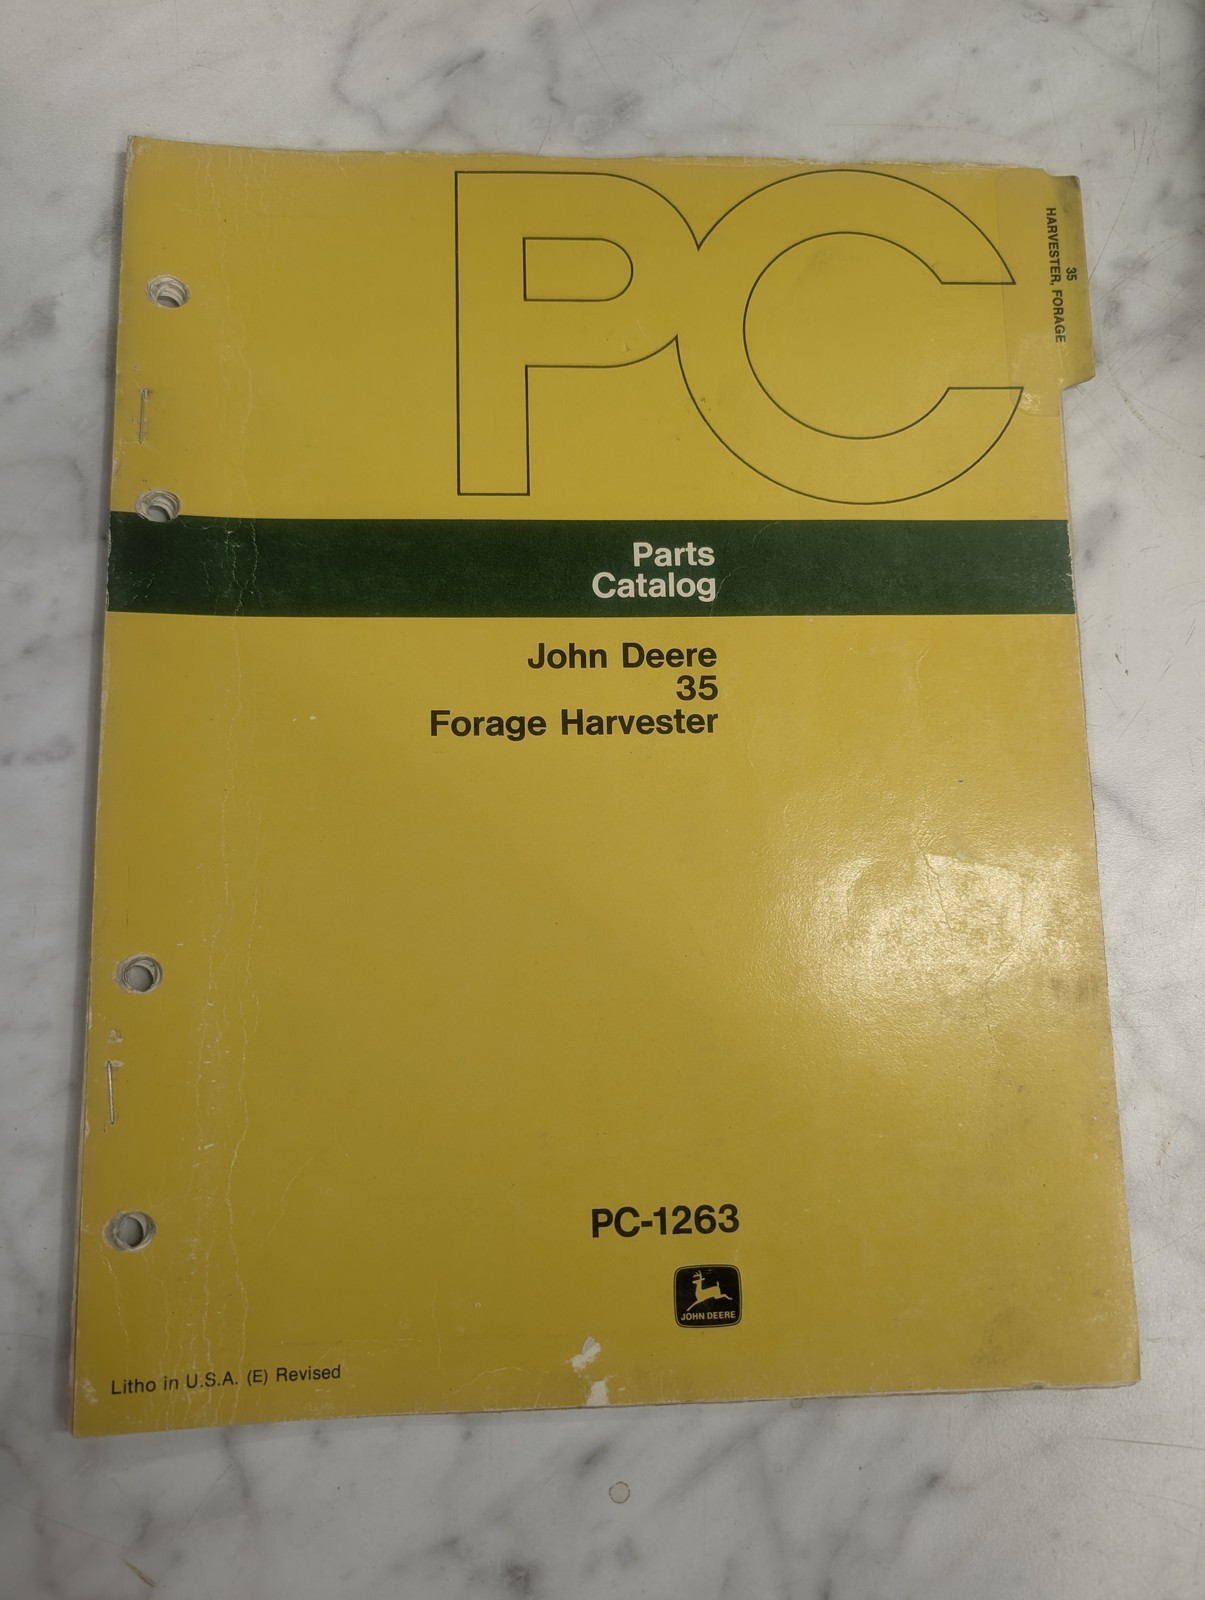 PC
35
HARVESTER, FORAGE
Parts
Catalog
John Deere
35
Forage Harvester
PC-1263
JOHN DEERE
Litho in U.S.A. (E) Revised